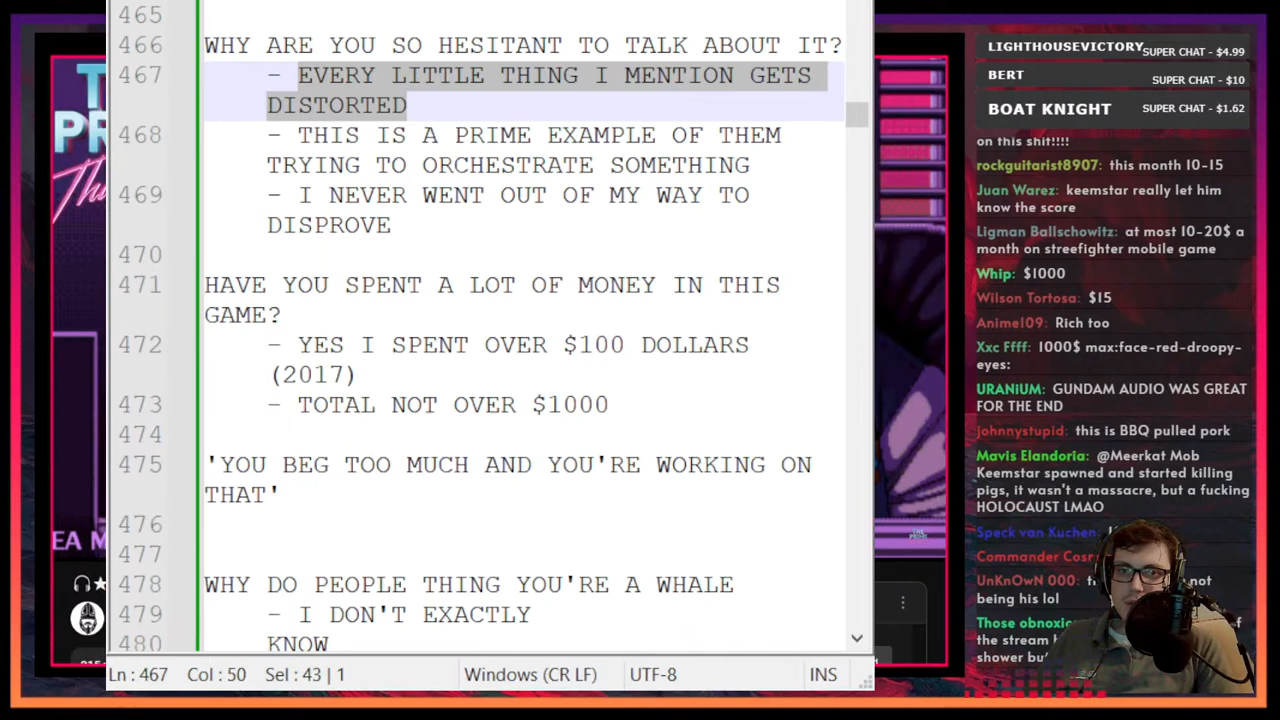 465
466 WHY ARE YOU SO HESITANT TO TALK ABOUT IT?
467 - EVERY LITTLE THING I MENTION GETS
DISTORTED
468 - THIS IS A PRIME EXAMPLE OF THEM
TRYING TO ORCHESTRATE SOMETHING
469 - I NEVER WENT OUT OF MY WAY TO
DISPROVE
470
471 HAVE YOU SPENT A LOT OF MONEY IN THIS
GAME?
472 - YES I SPENT OVER $100 DOLLARS
(2017)
473 - TOTAL NOT OVER $1000
474
475 'YOU BEG TOO MUCH AND YOU'RE WORKING ON
THAT'
476
477
478 WHY DO PEOPLE THING YOU'RE A WHALE
479 - I DON'T EXACTLY
480 KNOW
Ln : 467 Col : 50 Sel : 43 | 1 Windows (CR LF) UTF-8 INS
LIGHTHOUSEVICTORY SUPER CHAT - $4.99
BERT SUPER CHAT - $10
BOAT KNIGHT SUPER CHAT - $1.62
on this shit!!!!
rockguitarist8907: this month 10-15
Juan Warez: keemstar really let him
know the score
Ligman Ballschowitz: at most 10-20$ a
month on streefighter mobile game
Whip: $1000
Wilson Tortosa: $15
Anime109: Rich too
Xxc Ffff: 1000$ max:face-red-droopy-
eyes:
URANiUM: GUNDAM AUDIO WAS GREAT
FOR THE END
johnnystupid: this is BBQ pulled pork
Mavis Elandoria: @Meerkat Mob
Keemstar spawned and started killing
pigs, it wasn't a massacre, but a fucking
HOLOCAUST LMAO
Speck van Kuchen:
Commander
UnKnOwN 000: not
being his lol
Those
the stream
shower
EA